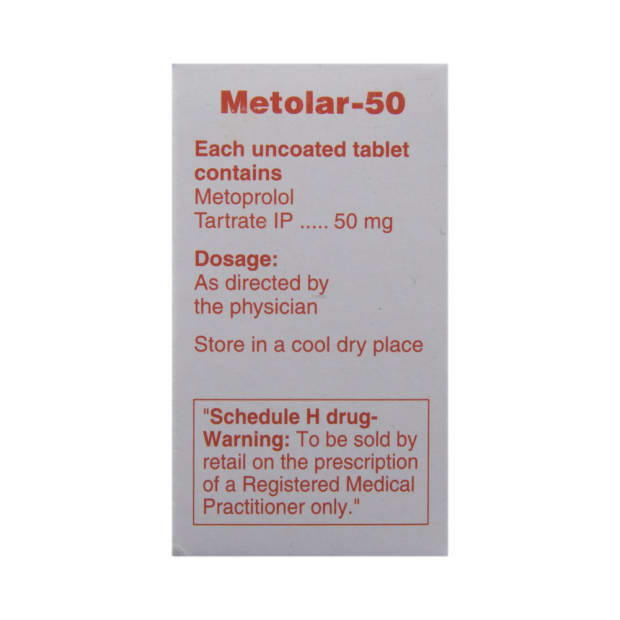 Metolar-50
Each uncoated tablet
contains
Metoprolol
Tartrate IP ..... 50 mg
Dosage:
As directed by
the physician
Store in a cool dry place
"Schedule H drug-
Warning: To be sold by
retail on the prescription
of a Registered Medical
Practitioner only."